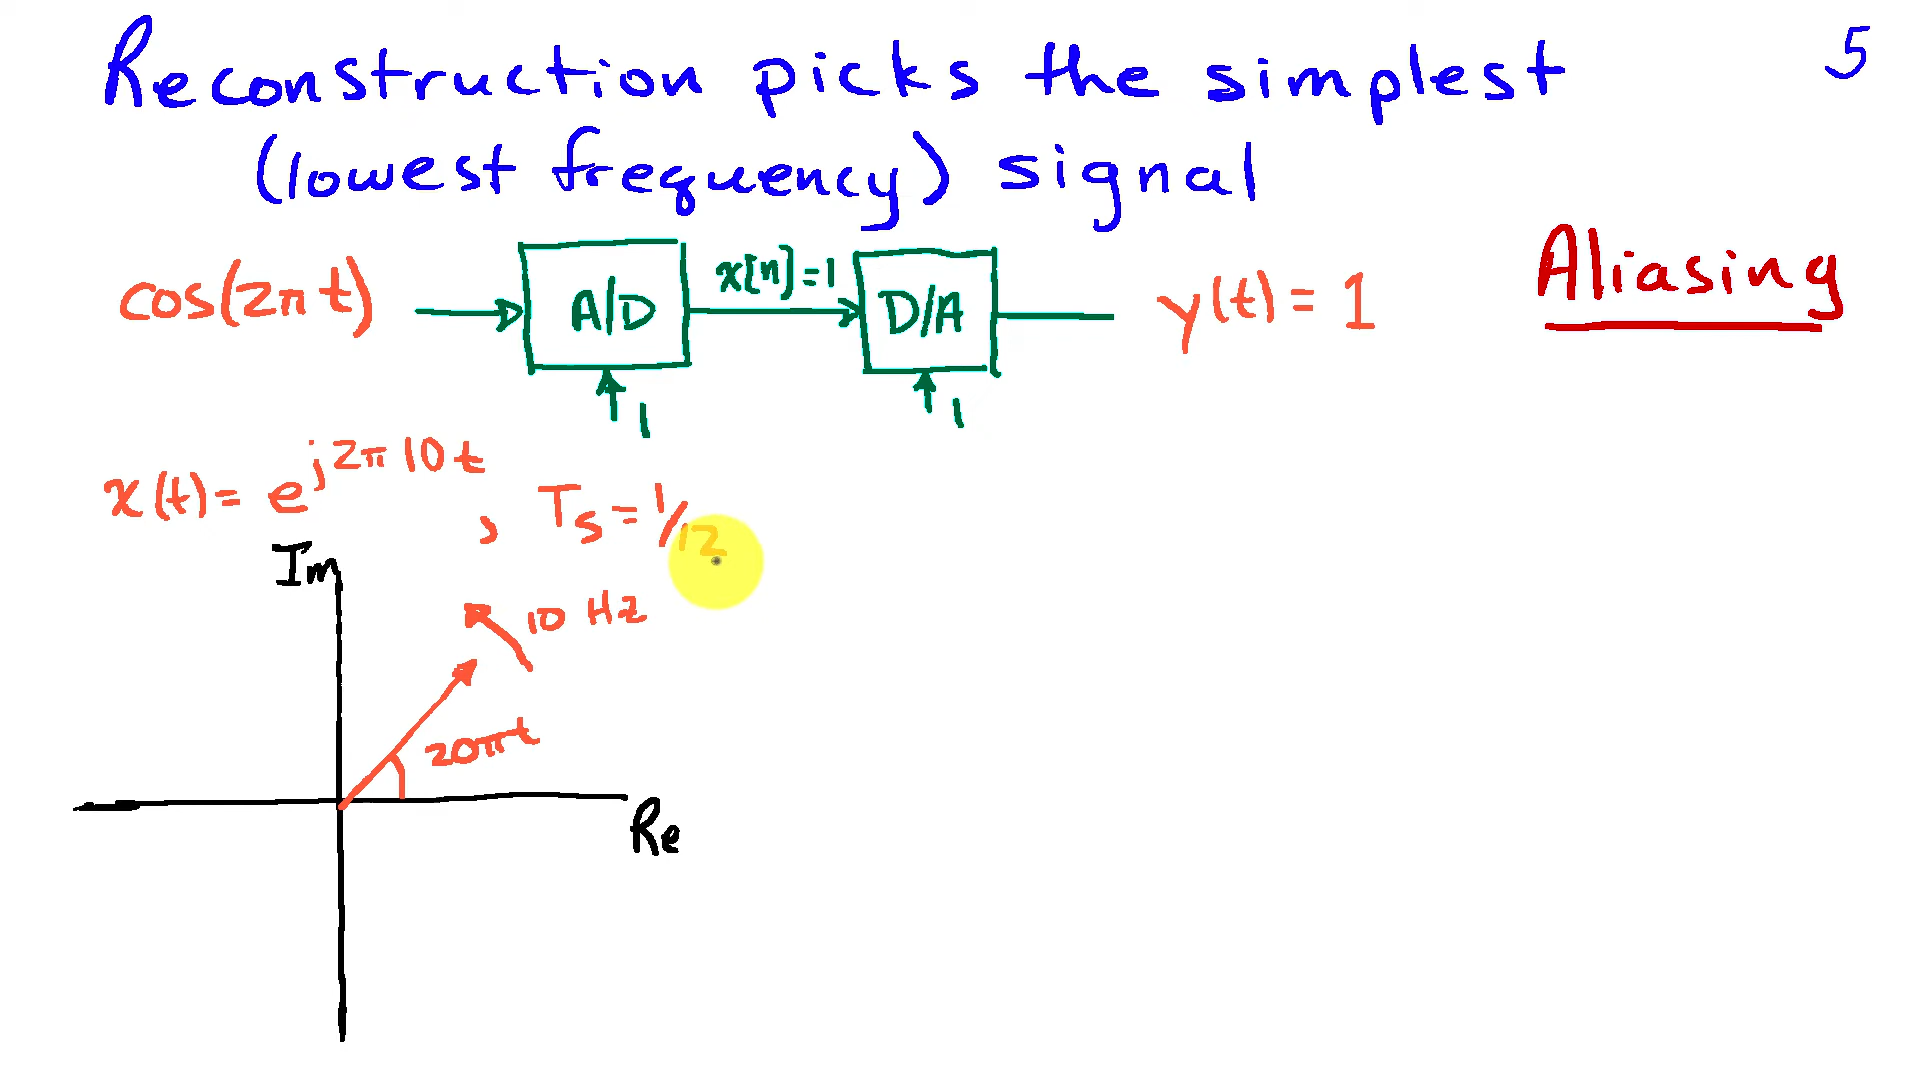 Reconstruction picks the simplest 5
(lowest frequency) signal
Aliasing
cos(2πt) A/D x[n]=1 D/A y(t) = 1
1 1
x(t) = e^{j2π10t} , Ts = 1/12
Im
10 Hz
20πt
Re